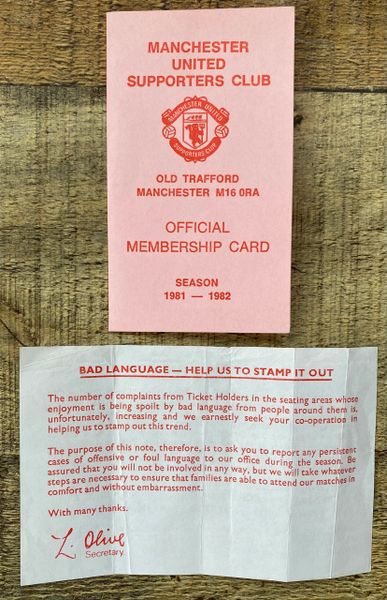 MANCHESTER
UNITED
SUPPORTERS CLUB
MANCHESTER UNITED
SUPPORTERS CLUB
OLD TRAFFORD
MANCHESTER M16 0RA
OFFICIAL
MEMBERSHIP CARD
SEASON
1981 — 1982
BAD LANGUAGE — HELP US TO STAMP IT OUT
The number of complaints from Ticket Holders in the seating areas whose
enjoyment is being spoilt by bad language from people around them is,
unfortunately, increasing and we earnestly seek your co-operation in
helping us to stamp out this trend.
The purpose of this note, therefore, is to ask you to report any persistent
cases of offensive or foul language to our office during the season. Be
assured that you will not be involved in any way, but we will take whatever
steps are necessary to ensure that families are able to attend our matches in
comfort and without embarrassment.
With many thanks.
L. Olive
Secretary.